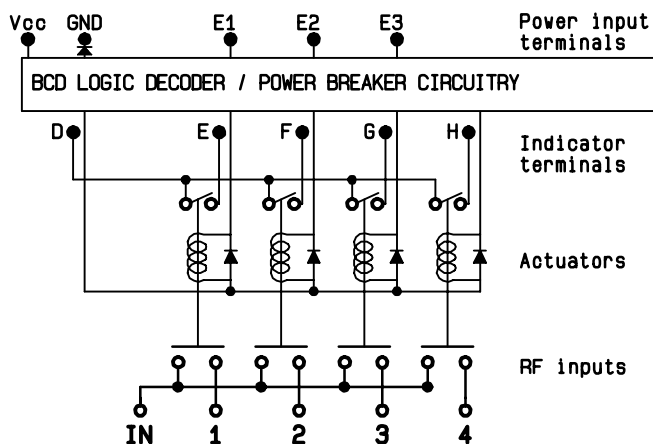 Vcc GND E1 E2 E3 Power input
terminals
BCD LOGIC DECODER / POWER BREAKER CIRCUITRY
D E F G H Indicator
terminals
Actuators
RF inputs
IN 1 2 3 4